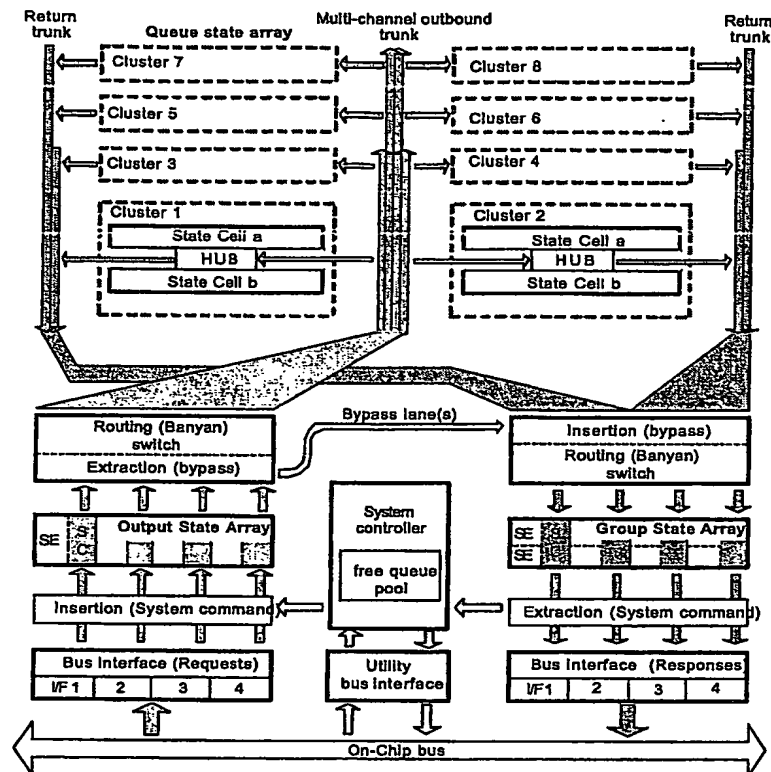 Return trunk
Queue state array
Multi-channel outbound trunk
Return trunk
Cluster 7
Cluster 8
Cluster 5
Cluster 6
Cluster 3
Cluster 4
Cluster 1
State Cell a
HUB
State Cell b
Cluster 2
State Cell a
HUB
State Cell b
Routing (Banyan) switch
Extraction (bypass)
Bypass lane(s)
Insertion (bypass)
Routing (Banyan) switch
SE
S
C
Output State Array
System controller
free queue pool
SE
SE
Group State Array
Insertion (System command)
Extraction (System command)
Bus Interface (Requests)
I/F1 2 3 4
Utility bus interface
Bus Interface (Responses)
I/F1 2 3 4
On-Chip bus